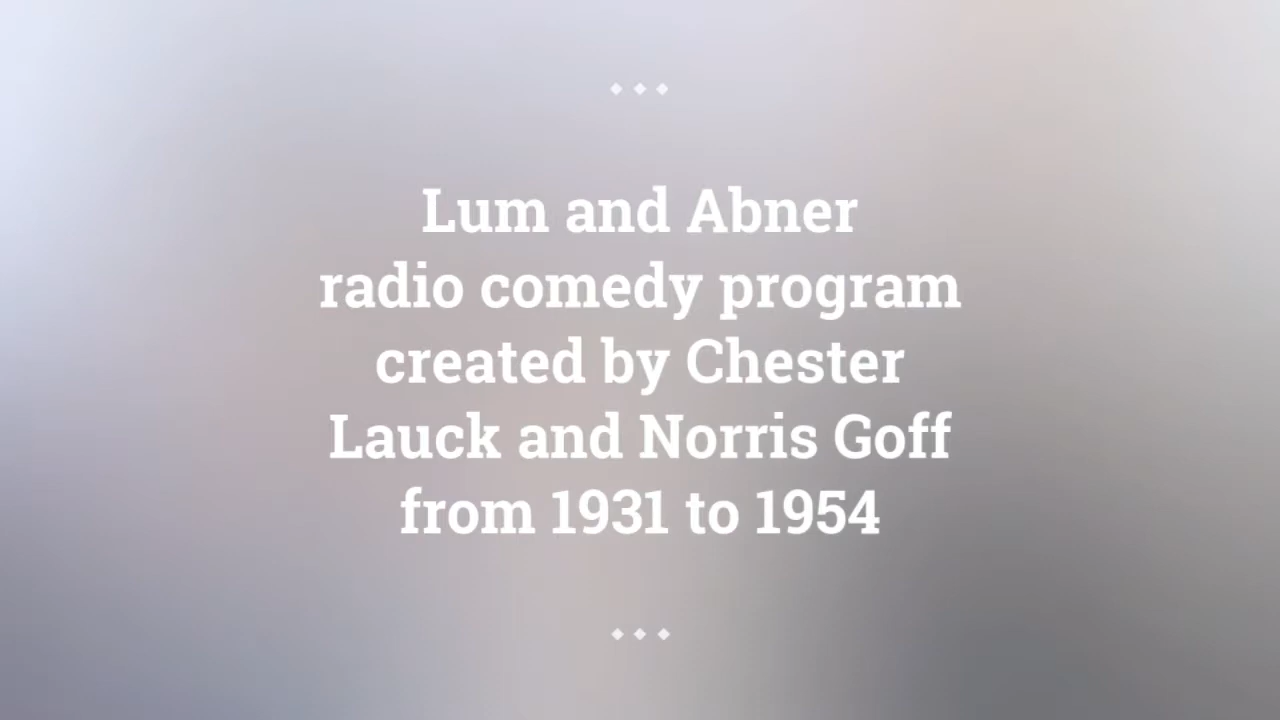 Lum and Abner
radio comedy program
created by Chester
Lauck and Norris Goff
from 1931 to 1954